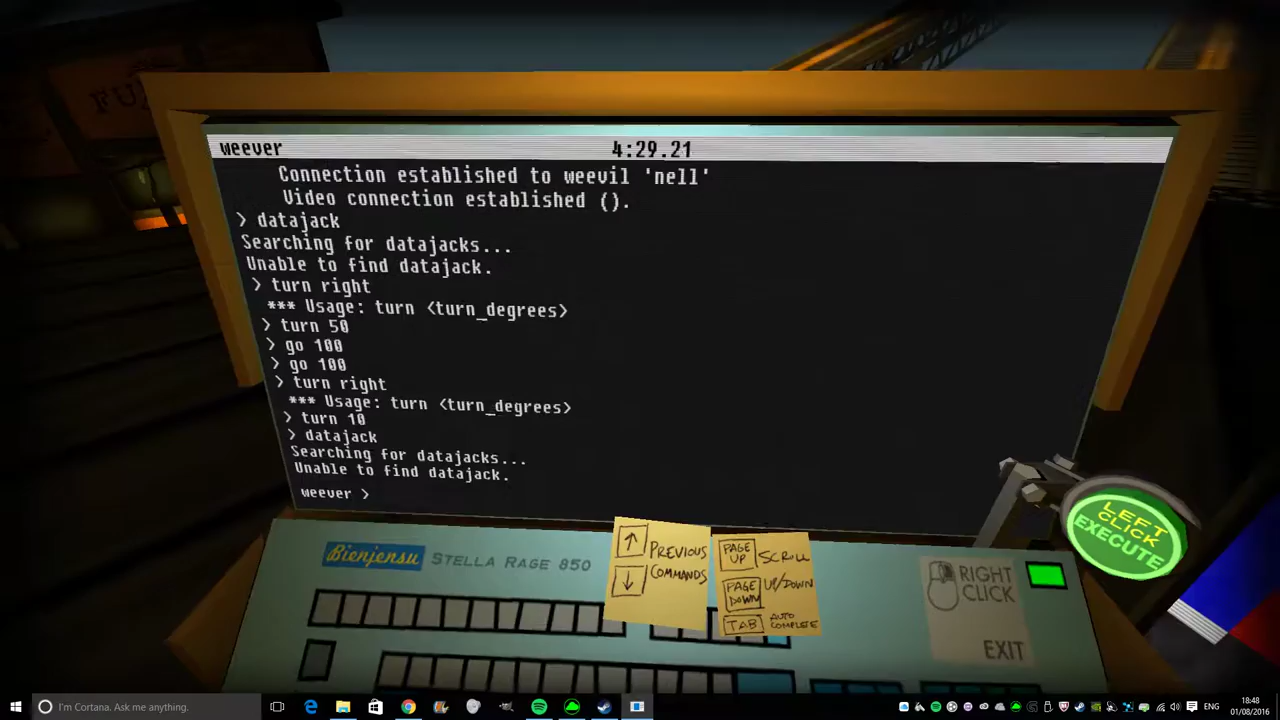 weever 4:29.21
Connection established to weevil 'nell'
Video connection established ().
> datajack
Searching for datajacks...
Unable to find datajack.
> turn right
*** Usage: turn <turn_degrees>
> turn 50
> go 100
> go 100
> turn right
*** Usage: turn <turn_degrees>
> turn 10
> datajack
Searching for datajacks...
Unable to find datajack.
weever >
LEFT
CLICK
EXECUTE
Bienjensu STELLA RAGE 850
↑ PREVIOUS
↓ COMMANDS
PAGE UP SCROLL
PAGE DOWN UP/DOWN
TAB AUTO COMPLETE
RIGHT
CLICK
EXIT
I'm Cortana. Ask me anything.
ENG
18:48
01/08/2016